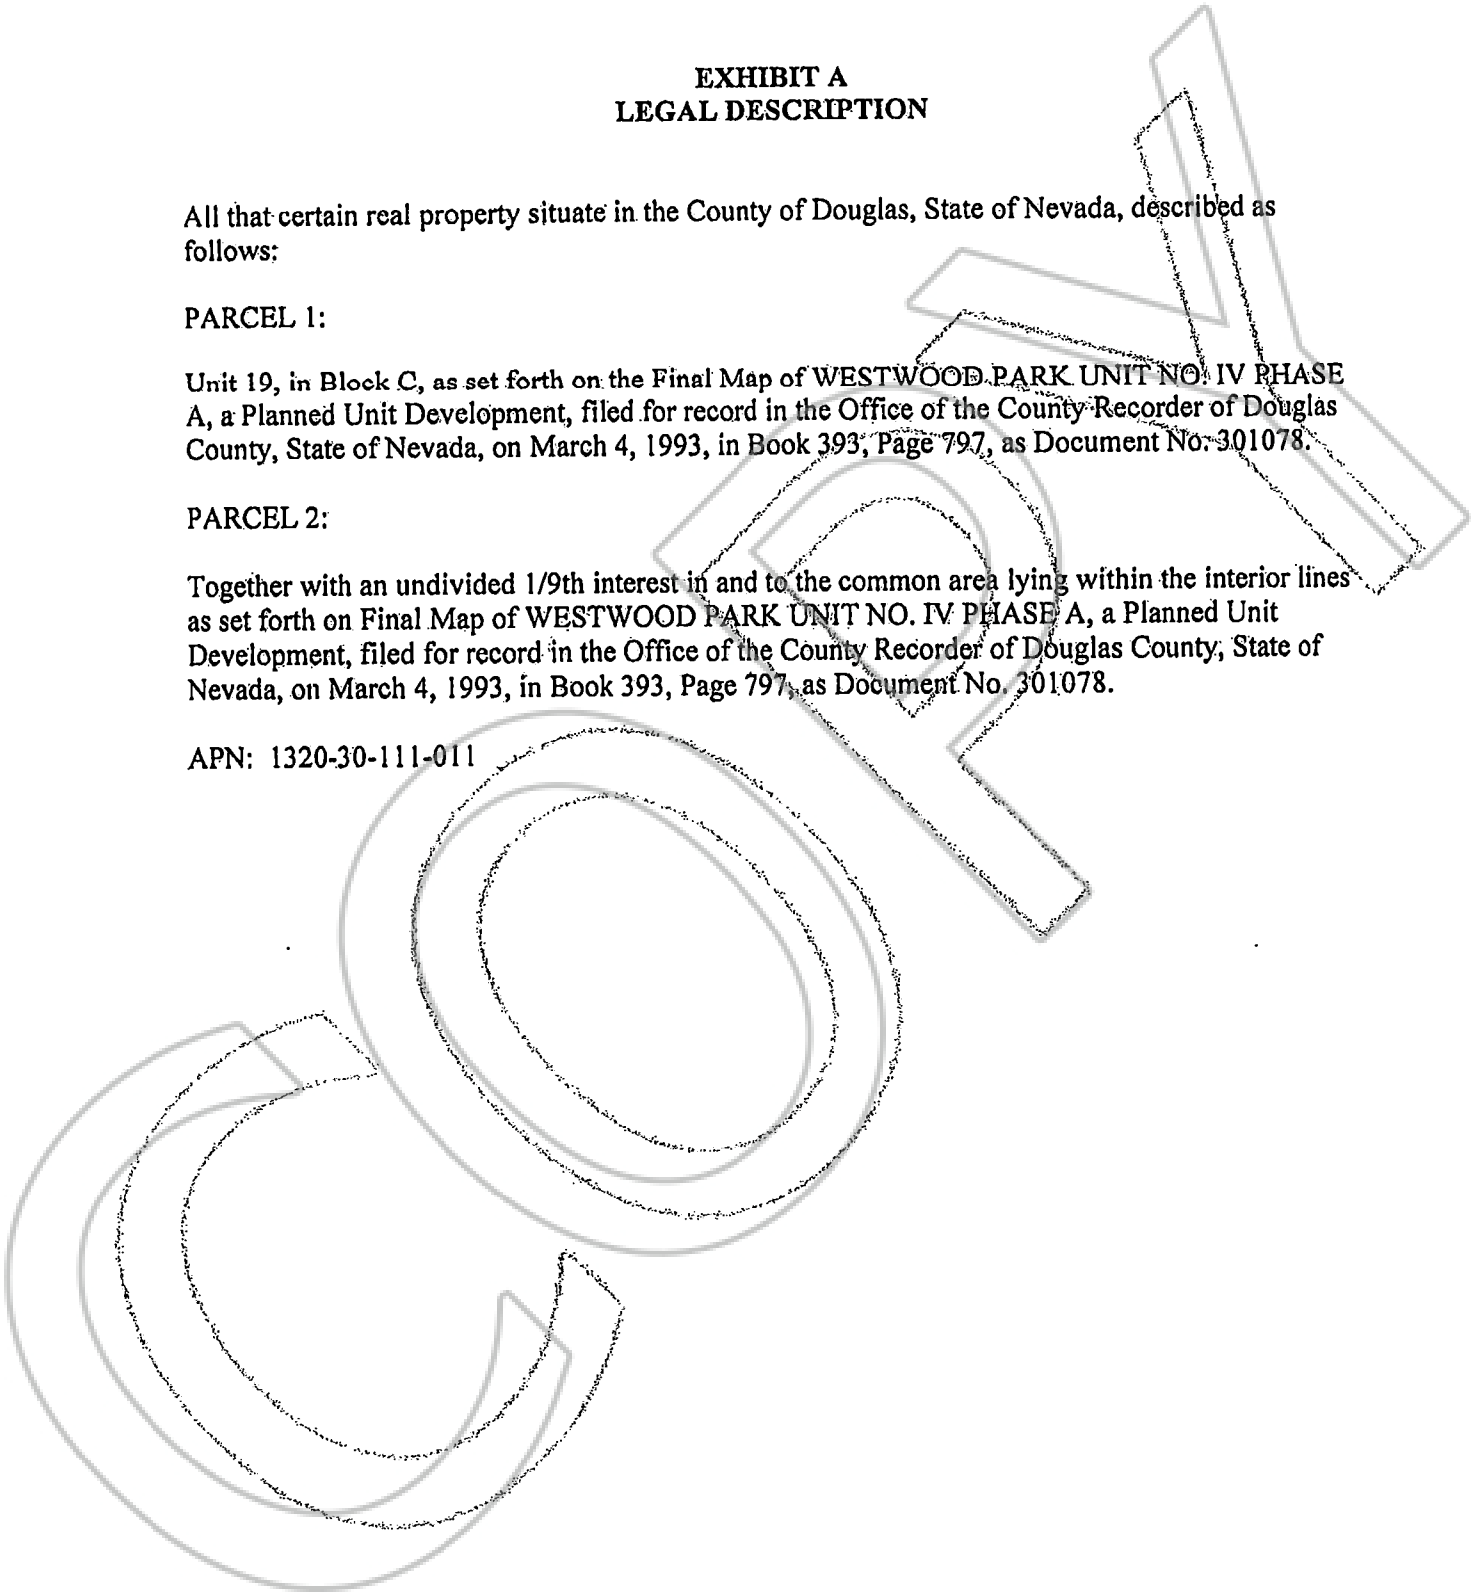 EXHIBIT A
LEGAL DESCRIPTION
All that certain real property situate in the County of Douglas, State of Nevada, described as
follows:
PARCEL 1:
Unit 19, in Block C, as set forth on the Final Map of WESTWOOD PARK UNIT NO. IV PHASE
A, a Planned Unit Development, filed for record in the Office of the County Recorder of Douglas
County, State of Nevada, on March 4, 1993, in Book 393, Page 797, as Document No. 301078.
PARCEL 2:
Together with an undivided 1/9th interest in and to the common area lying within the interior lines
as set forth on Final Map of WESTWOOD PARK UNIT NO. IV PHASE A, a Planned Unit
Development, filed for record in the Office of the County Recorder of Douglas County, State of
Nevada, on March 4, 1993, in Book 393, Page 797, as Document No. 301078.
APN: 1320-30-111-011
COPY